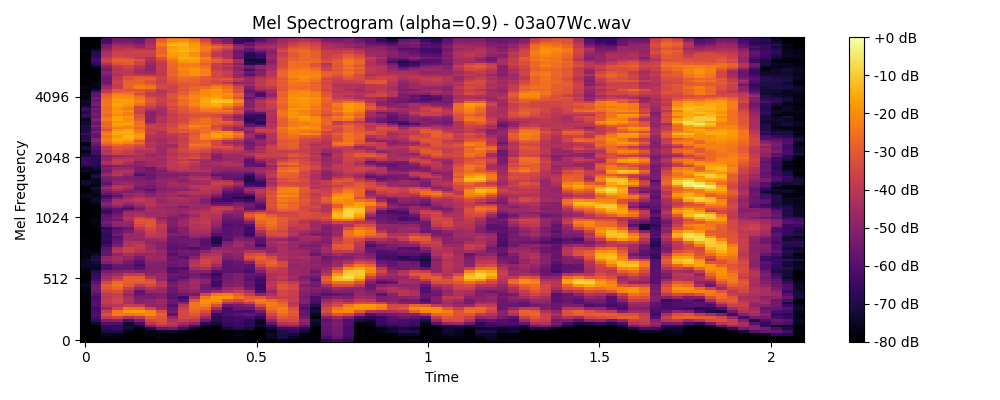 Mel Spectrogram (alpha=0.9) - 03a07Wc.wav
Mel Frequency
4096
2048
1024
512
0
0
0.5
1
1.5
2
Time
+0 dB
-10 dB
-20 dB
-30 dB
-40 dB
-50 dB
-60 dB
-70 dB
-80 dB